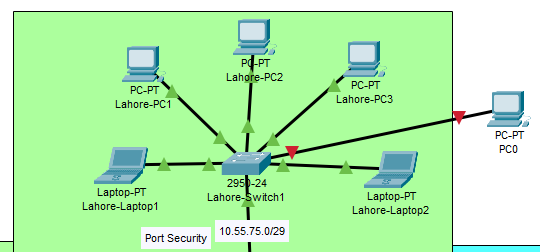 PC-PT
Lahore-PC2
PC-PT
Lahore-PC1
PC-PT
Lahore-PC3
PC-PT
PC0
Laptop-PT
Lahore-Laptop1
2950-24
Lahore-Switch1
Laptop-PT
Lahore-Laptop2
Port Security
10.55.75.0/29